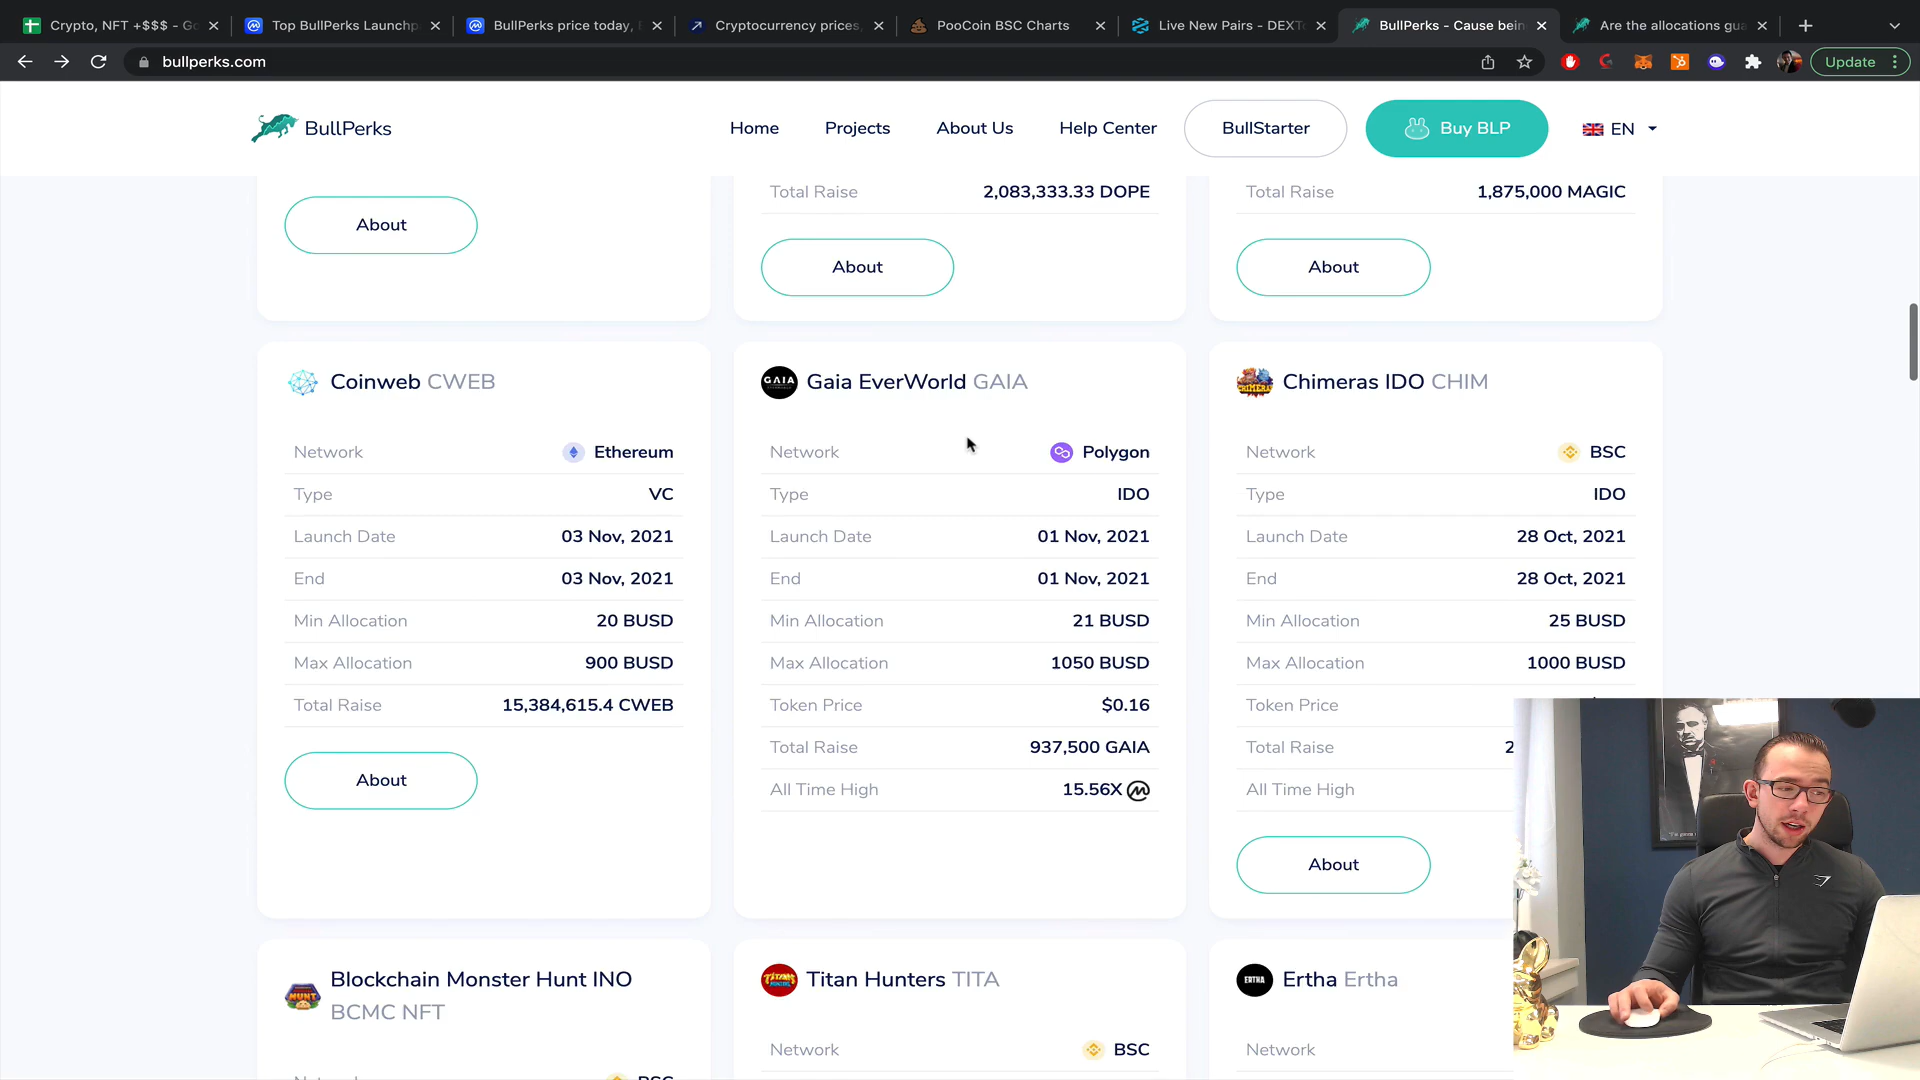 Crypto, NFT +$$$ - Go
Top BullPerks Launchpa
BullPerks price today, B
Cryptocurrency prices,
PooCoin BSC Charts
Live New Pairs - DEXTo
BullPerks - Cause bein
Are the allocations gua
bullperks.com
Update
BullPerks
Home
Projects
About Us
Help Center
BullStarter
Buy BLP
EN
Total Raise 2,083,333.33 DOPE
Total Raise 1,875,000 MAGIC
About
About
About
Coinweb CWEB
Network Ethereum
Type VC
Launch Date 03 Nov, 2021
End 03 Nov, 2021
Min Allocation 20 BUSD
Max Allocation 900 BUSD
Total Raise 15,384,615.4 CWEB
About
GAIA
Gaia EverWorld GAIA
Network Polygon
Type IDO
Launch Date 01 Nov, 2021
End 01 Nov, 2021
Min Allocation 21 BUSD
Max Allocation 1050 BUSD
Token Price $0.16
Total Raise 937,500 GAIA
All Time High 15.56X
Chimeras IDO CHIM
Network BSC
Type IDO
Launch Date 28 Oct, 2021
End 28 Oct, 2021
Min Allocation 25 BUSD
Max Allocation 1000 BUSD
Token Price
Total Raise 2
All Time High
About
HUNT
Blockchain Monster Hunt INO
BCMC NFT
TITAN
Titan Hunters TITA
Network BSC
ERTHA
Ertha Ertha
Network